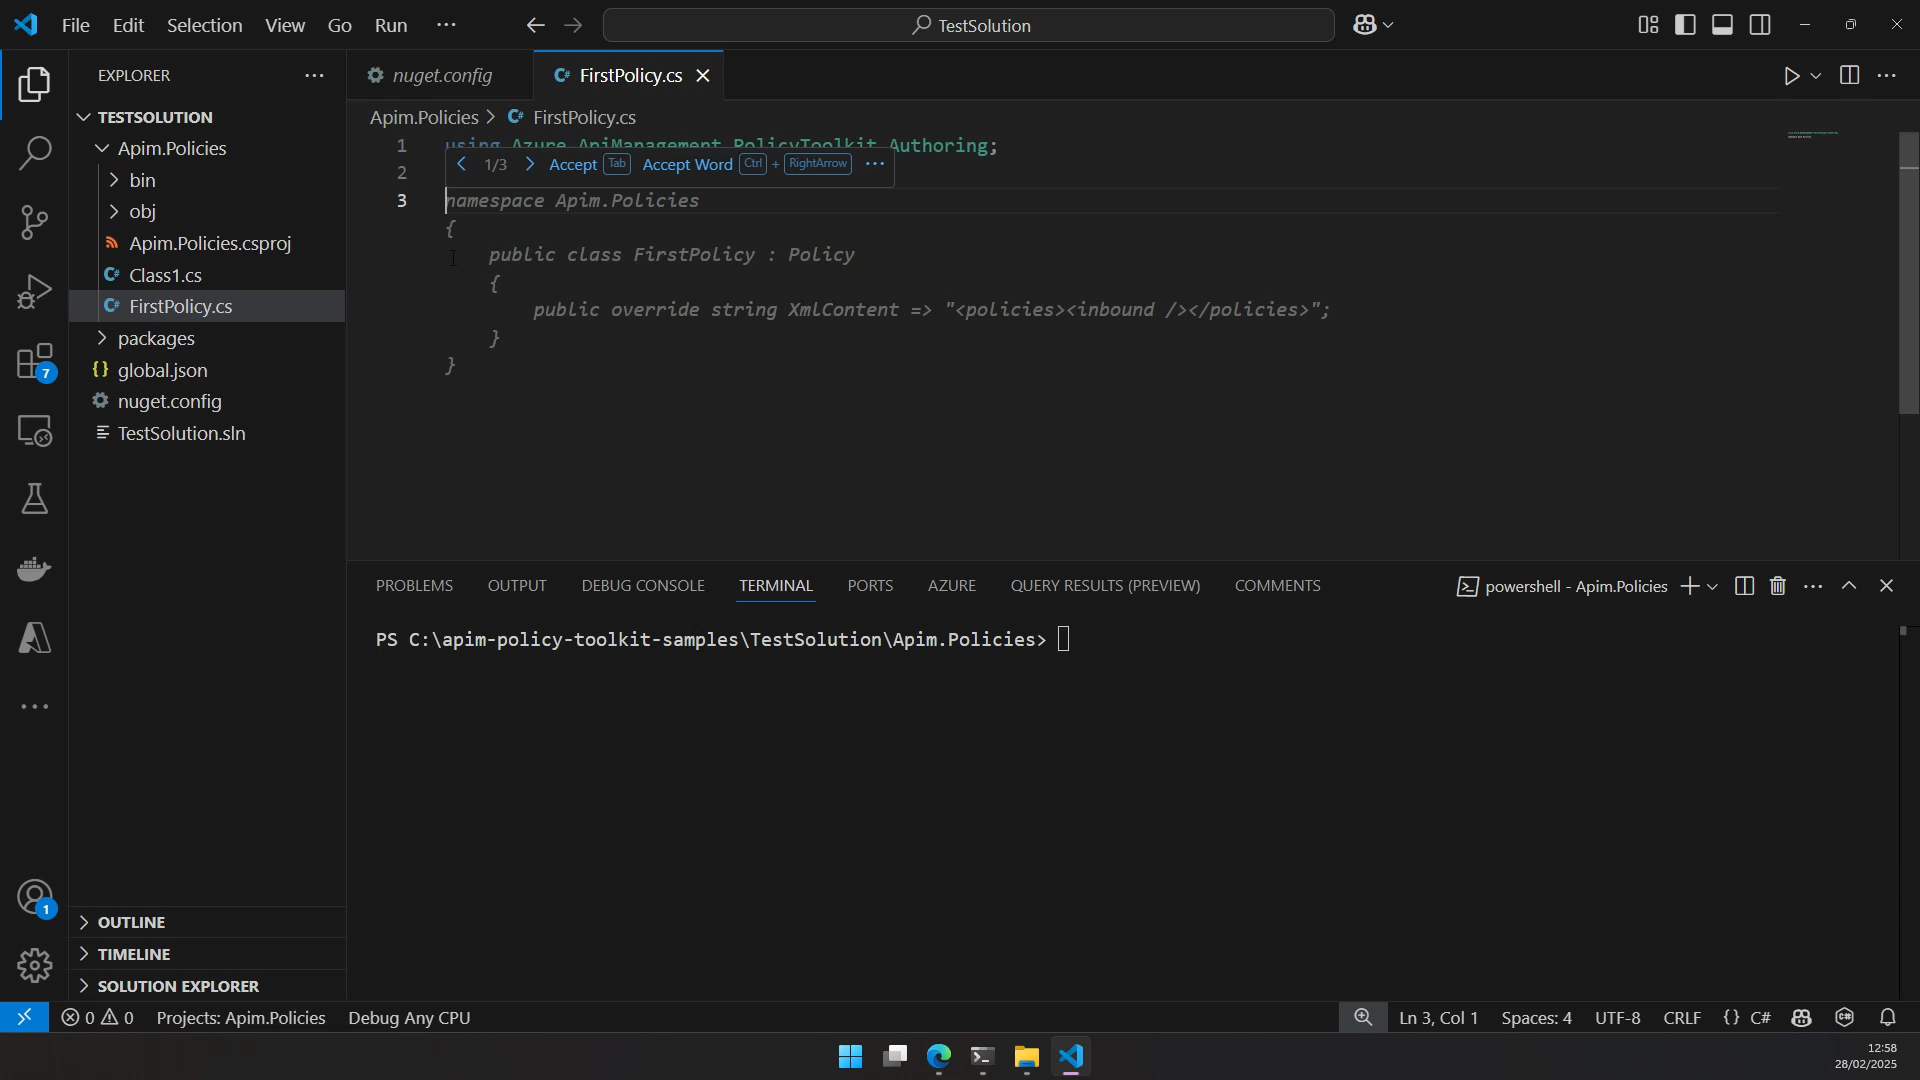 File Edit Selection View Go Run ···
TestSolution
EXPLORER
TESTSOLUTION
Apim.Policies
bin
obj
Apim.Policies.csproj
Class1.cs
FirstPolicy.cs
packages
global.json
nuget.config
TestSolution.sln
OUTLINE
TIMELINE
SOLUTION EXPLORER
7
1
nuget.config
FirstPolicy.cs
Apim.Policies > FirstPolicy.cs
1 using Azure.ApiManagement.PolicyToolkit.Authoring;
2
1/3 Accept Tab Accept Word Ctrl + RightArrow ···
3 namespace Apim.Policies
{
public class FirstPolicy : Policy
{
public override string XmlContent => "<policies><inbound /></policies>";
}
}
PROBLEMS OUTPUT DEBUG CONSOLE TERMINAL PORTS AZURE QUERY RESULTS (PREVIEW) COMMENTS
powershell - Apim.Policies
PS C:\apim-policy-toolkit-samples\TestSolution\Apim.Policies>
0 0 Projects: Apim.Policies Debug Any CPU
Ln 3, Col 1 Spaces: 4 UTF-8 CRLF {} C#
12:58
28/02/2025